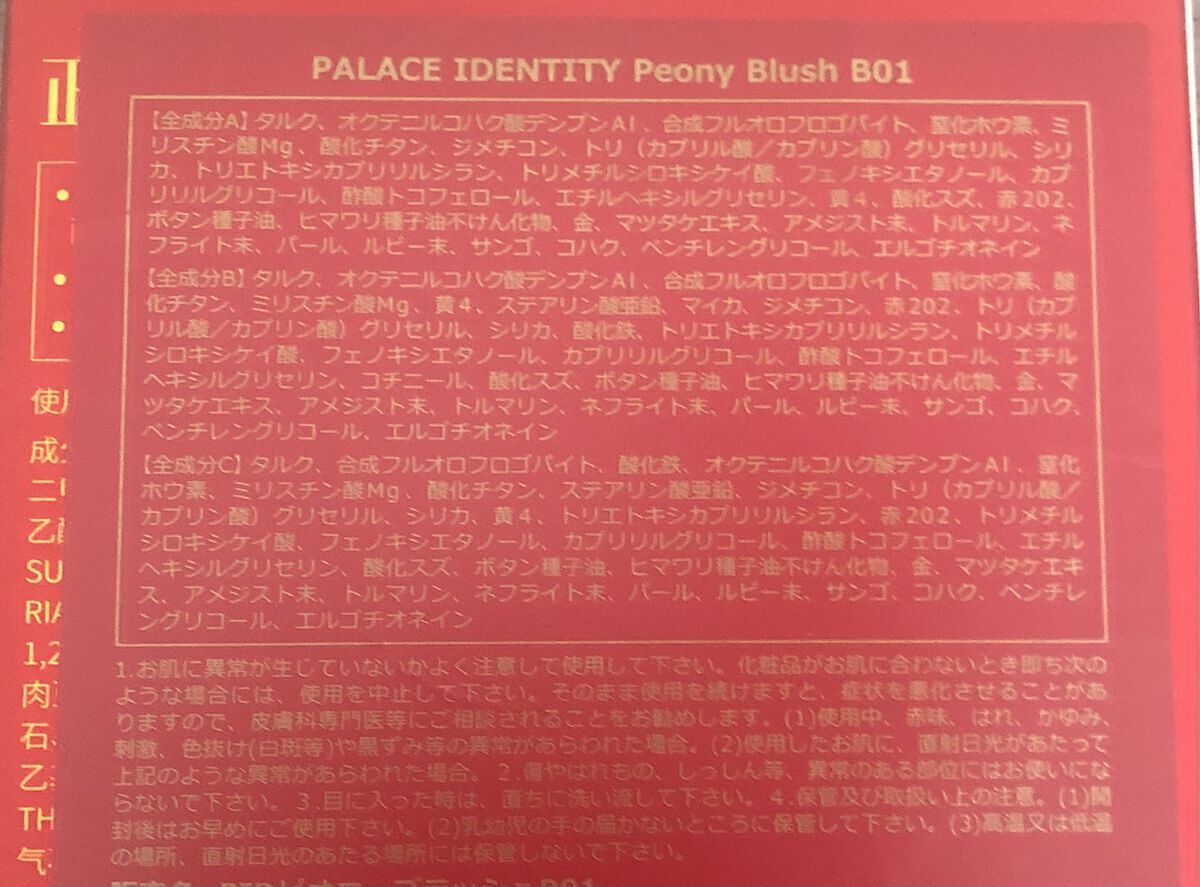 PALACE IDENTITY Peony Blush B01
【全成分A】タルク、オクテニルコハク酸デンプンAl、合成フルオロフロゴパイト、窒化ホウ素、ミ
リスチン酸Mg、酸化チタン、ジメチコン、トリ（カプリル酸／カプリン酸）グリセリル、シリ
カ、トリエトキシカプリリルシラン、トリメチルシロキシケイ酸、フェノキシエタノール、カプ
リリルグリコール、酢酸トコフェロール、エチルヘキシルグリセリン、黄4、酸化スズ、赤202、
ボタン種子油、ヒマワリ種子油不けん化物、金、マツタケエキス、アメジスト末、トルマリン、ネ
フライト末、パール、ルビー末、サンゴ、コハク、ペンチレングリコール、エルゴチオネイン
【全成分B】タルク、オクテニルコハク酸デンプンAl、合成フルオロフロゴパイト、窒化ホウ素、酸
化チタン、ミリスチン酸Mg、黄4、ステアリン酸亜鉛、マイカ、ジメチコン、赤202、トリ（カプ
リル酸／カプリン酸）グリセリル、シリカ、酸化鉄、トリエトキシカプリリルシラン、トリメチル
シロキシケイ酸、フェノキシエタノール、カプリリルグリコール、酢酸トコフェロール、エチル
ヘキシルグリセリン、コチニール、酸化スズ、ボタン種子油、ヒマワリ種子油不けん化物、金、マ
ツタケエキス、アメジスト末、トルマリン、ネフライト末、パール、ルビー末、サンゴ、コハク、
ペンチレングリコール、エルゴチオネイン
【全成分C】タルク、合成フルオロフロゴパイト、酸化鉄、オクテニルコハク酸デンプンAl、窒化
ホウ素、ミリスチン酸Mg、酸化チタン、ステアリン酸亜鉛、ジメチコン、トリ（カプリル酸／
カプリン酸）グリセリル、シリカ、黄4、トリエトキシカプリリルシラン、赤202、トリメチル
シロキシケイ酸、フェノキシエタノール、カプリリルグリコール、酢酸トコフェロール、エチル
ヘキシルグリセリン、酸化スズ、ボタン種子油、ヒマワリ種子油不けん化物、金、マツタケエキ
ス、アメジスト末、トルマリン、ネフライト末、パール、ルビー末、サンゴ、コハク、ペンチレ
ングリコール、エルゴチオネイン
1.お肌に異常が生じていないかよく注意して使用して下さい。化粧品がお肌に合わないとき即ち次の
ような場合には、使用を中止して下さい。そのまま使用を続けますと、症状を悪化させることがあ
りますので、皮膚科専門医等にご相談されることをお勧めします。(1)使用中、赤味、はれ、かゆみ、
刺激、色抜け(白斑等)や黒ずみ等の異常があらわれた場合。(2)使用したお肌に、直射日光があたって
上記のような異常があらわれた場合。2.傷やはれもの、しっしん等、異常のある部位にはお使いにな
らないで下さい。3.目に入った時は、直ちに洗い流して下さい。4.保管及び取扱い上の注意。(1)開
封後はお早めにご使用下さい。(2)乳幼児の手の届かないところに保管して下さい。(3)高温又は低温
の場所、直射日光のあたる場所には保管しないで下さい。
使
成
二
乙
SU
RIA
1,2
肉
石、
乙
TH
气